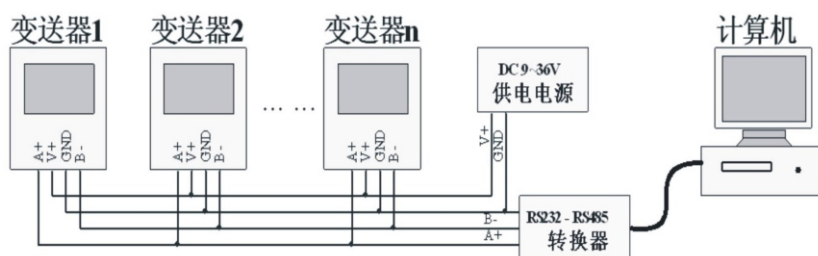 变送器1
变送器2
变送器n
计算机
DC 9~36V
供电电源
... ...
A+
V+
GND
B-
A+
V+
GND
B-
A+
V+
GND
B-
V+
GND
B-
A+
RS232 - RS485
转换器